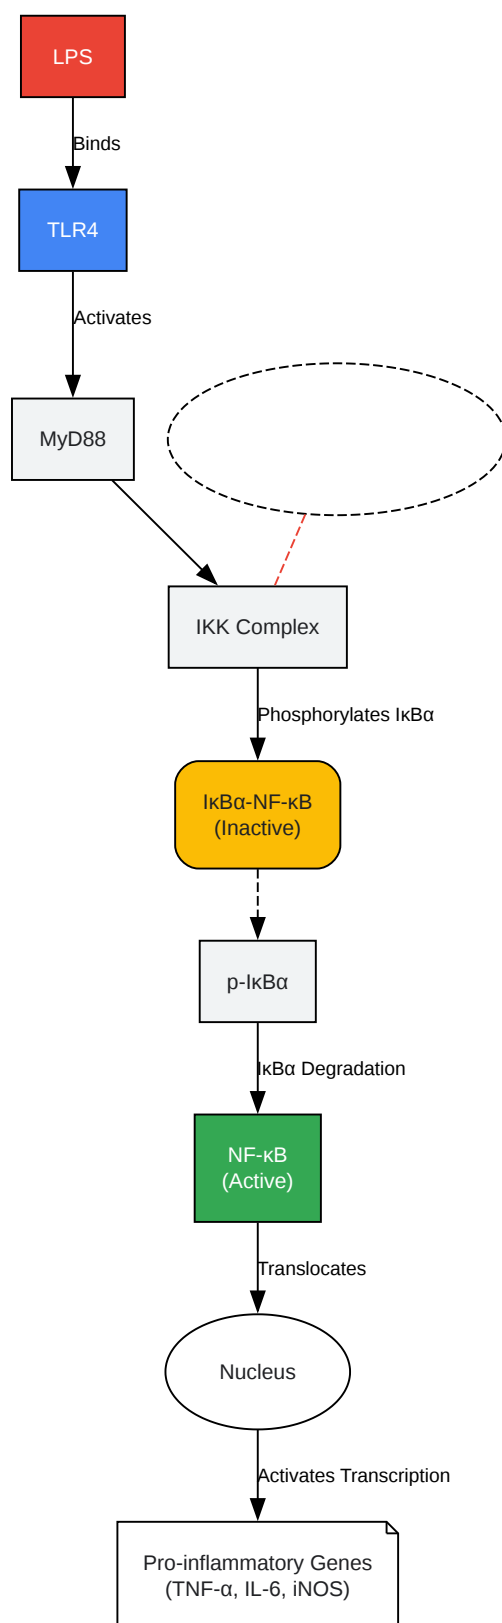 LPS
Binds
TLR4
Activates
MyD88
IKK Complex
Phosphorylates IκBα
IκBα-NF-κB
(Inactive)
p-IκBα
IκBα Degradation
NF-κB
(Active)
Translocates
Nucleus
Activates Transcription
Pro-inflammatory Genes
(TNF-α, IL-6, iNOS)